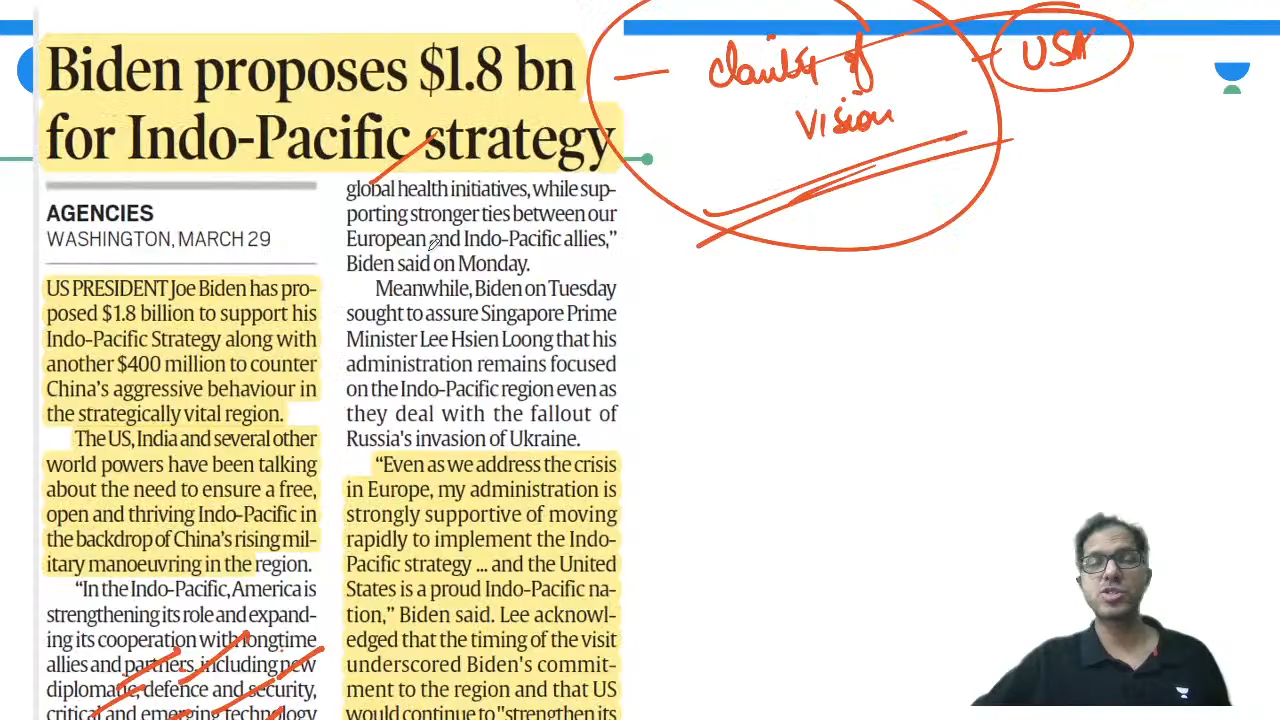 Biden proposes $1.8 bn
for Indo-Pacific strategy
AGENCIES
WASHINGTON, MARCH 29
US PRESIDENT Joe Biden has pro-
posed $1.8 billion to support his
Indo-Pacific Strategy along with
another $400 million to counter
China's aggressive behaviour in
the strategically vital region.
The US, India and several other
world powers have been talking
about the need to ensure a free,
open and thriving Indo-Pacific in
the backdrop of China's rising mil-
itary manoeuvring in the region.
"In the Indo-Pacific, America is
strengthening its role and expand-
ing its cooperation with longtime
allies and partners, including new
diplomatic, defence and security,
critical and emerging technology
global health initiatives, while sup-
porting stronger ties between our
European and Indo-Pacific allies,"
Biden said on Monday.
Meanwhile, Biden on Tuesday
sought to assure Singapore Prime
Minister Lee Hsien Loong that his
administration remains focused
on the Indo-Pacific region even as
they deal with the fallout of
Russia's invasion of Ukraine.
"Even as we address the crisis
in Europe, my administration is
strongly supportive of moving
rapidly to implement the Indo-
Pacific strategy ... and the United
States is a proud Indo-Pacific na-
tion," Biden said. Lee acknowl-
edged that the timing of the visit
underscored Biden's commit-
ment to the region and that US
would continue to "strengthen its
— clarity of
vision
- USA